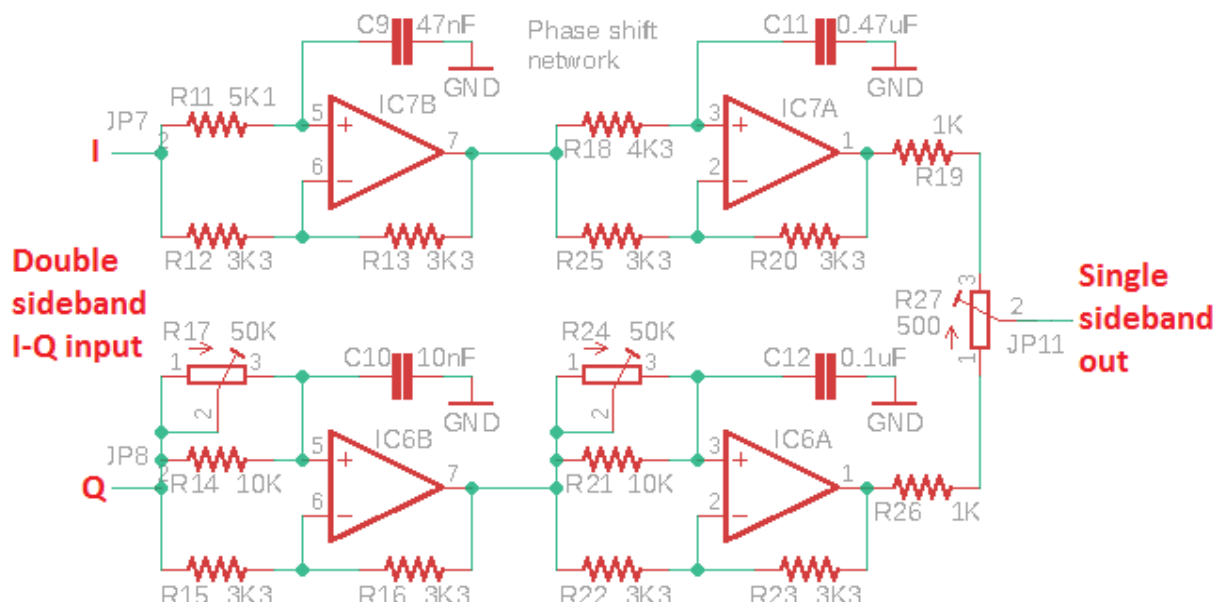 C9 47nF
Phase shift
network
C11 0.47uF
GND
GND
R11 5K1
IC7B
IC7A
JP7
2
I
5
+
7
6
−
R18 4K3
3
+
1
2
−
1K
R19
R12 3K3
R13 3K3
R25 3K3
R20 3K3
Double
sideband
I-Q input
R17 50K
1
3
2
C10 10nF
GND
R24 50K
1
3
2
C12 0.1uF
GND
R27
500
3
2
1
JP11
Single
sideband
out
JP8
2
Q
R14 10K
IC6B
5
+
7
6
−
R21 10K
IC6A
3
+
1
2
−
R26 1K
R15 3K3
R16 3K3
R22 3K3
R23 3K3